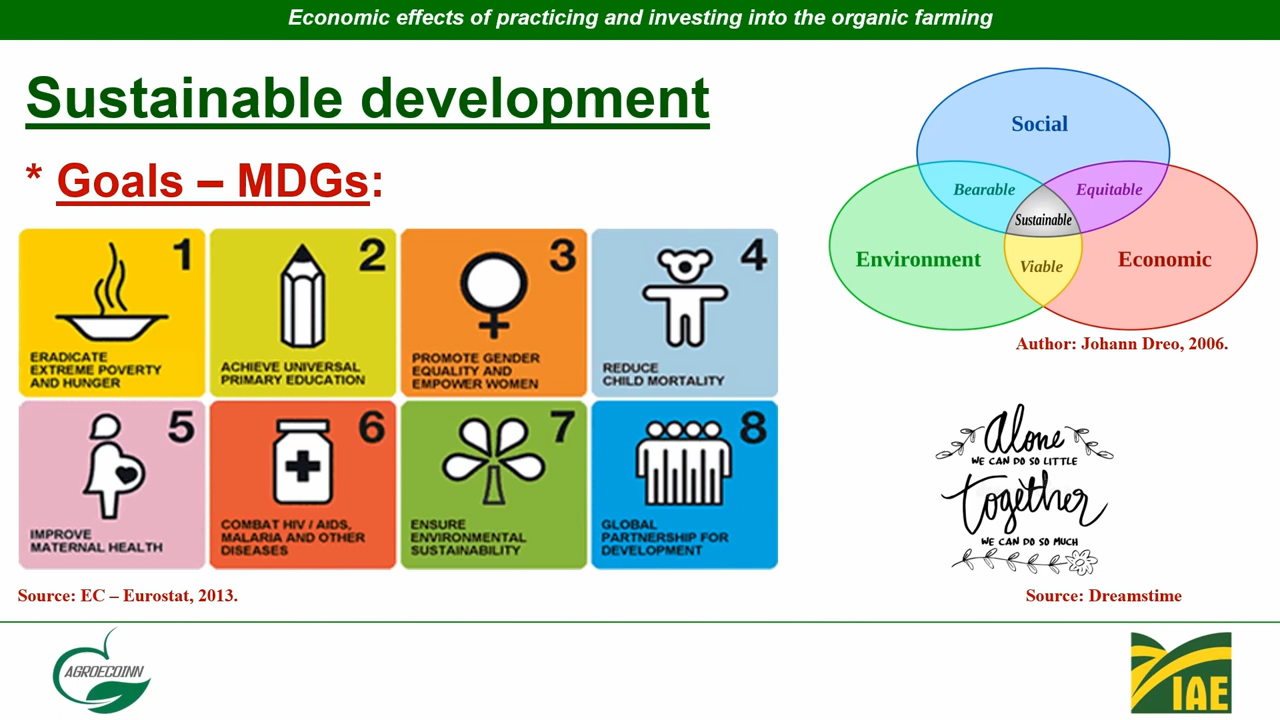 Economic effects of practicing and investing into the organic farming
Sustainable development
* Goals – MDGs:
1
ERADICATE
EXTREME POVERTY
AND HUNGER
2
ACHIEVE UNIVERSAL
PRIMARY EDUCATION
3
PROMOTE GENDER
EQUALITY AND
EMPOWER WOMEN
4
REDUCE
CHILD MORTALITY
5
IMPROVE
MATERNAL HEALTH
6
COMBAT HIV / AIDS,
MALARIA AND OTHER
DISEASES
7
ENSURE
ENVIRONMENTAL
SUSTAINABILITY
8
GLOBAL
PARTNERSHIP FOR
DEVELOPMENT
Source: EC – Eurostat, 2013.
Social
Bearable
Equitable
Sustainable
Environment
Viable
Economic
Author: Johann Dreo, 2006.
Alone
WE CAN DO SO LITTLE
together
WE CAN DO SO MUCH
Source: Dreamstime
AGROECOINN
IAE